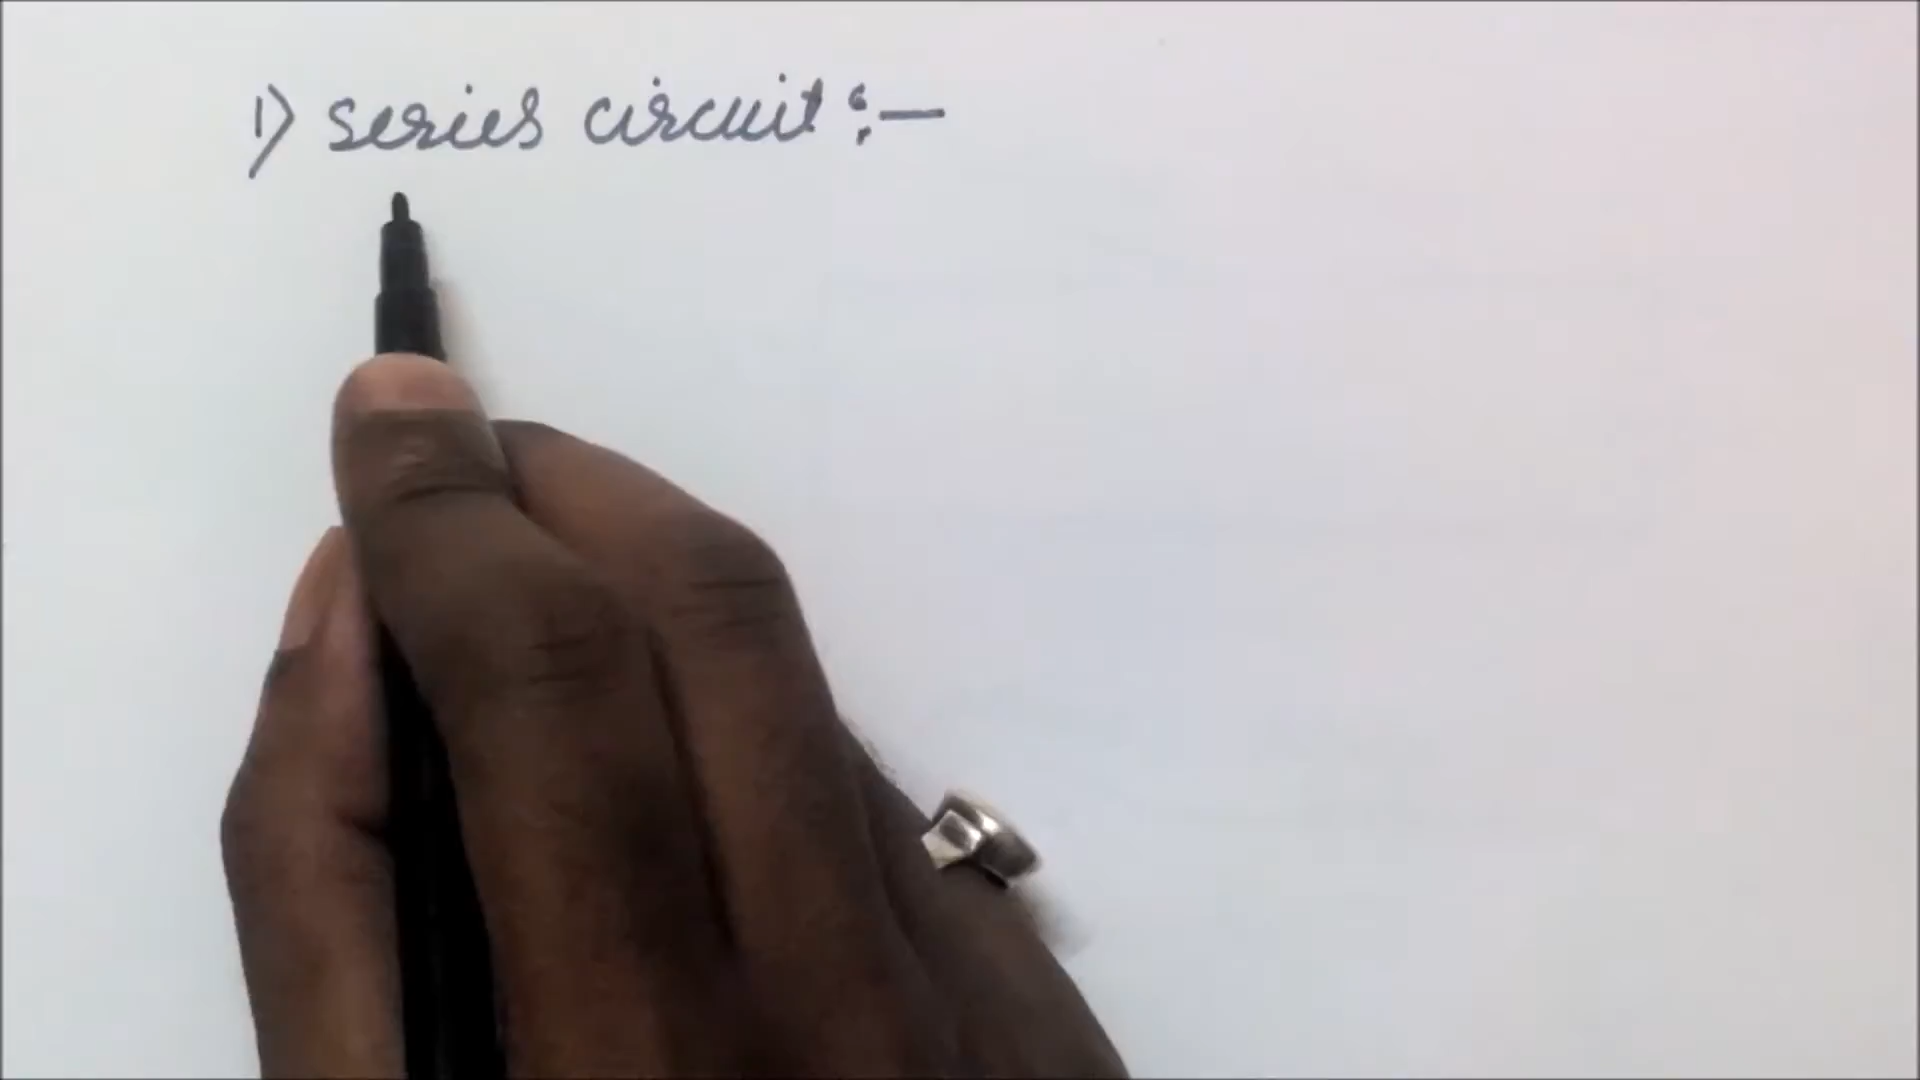 1) series circuit :-